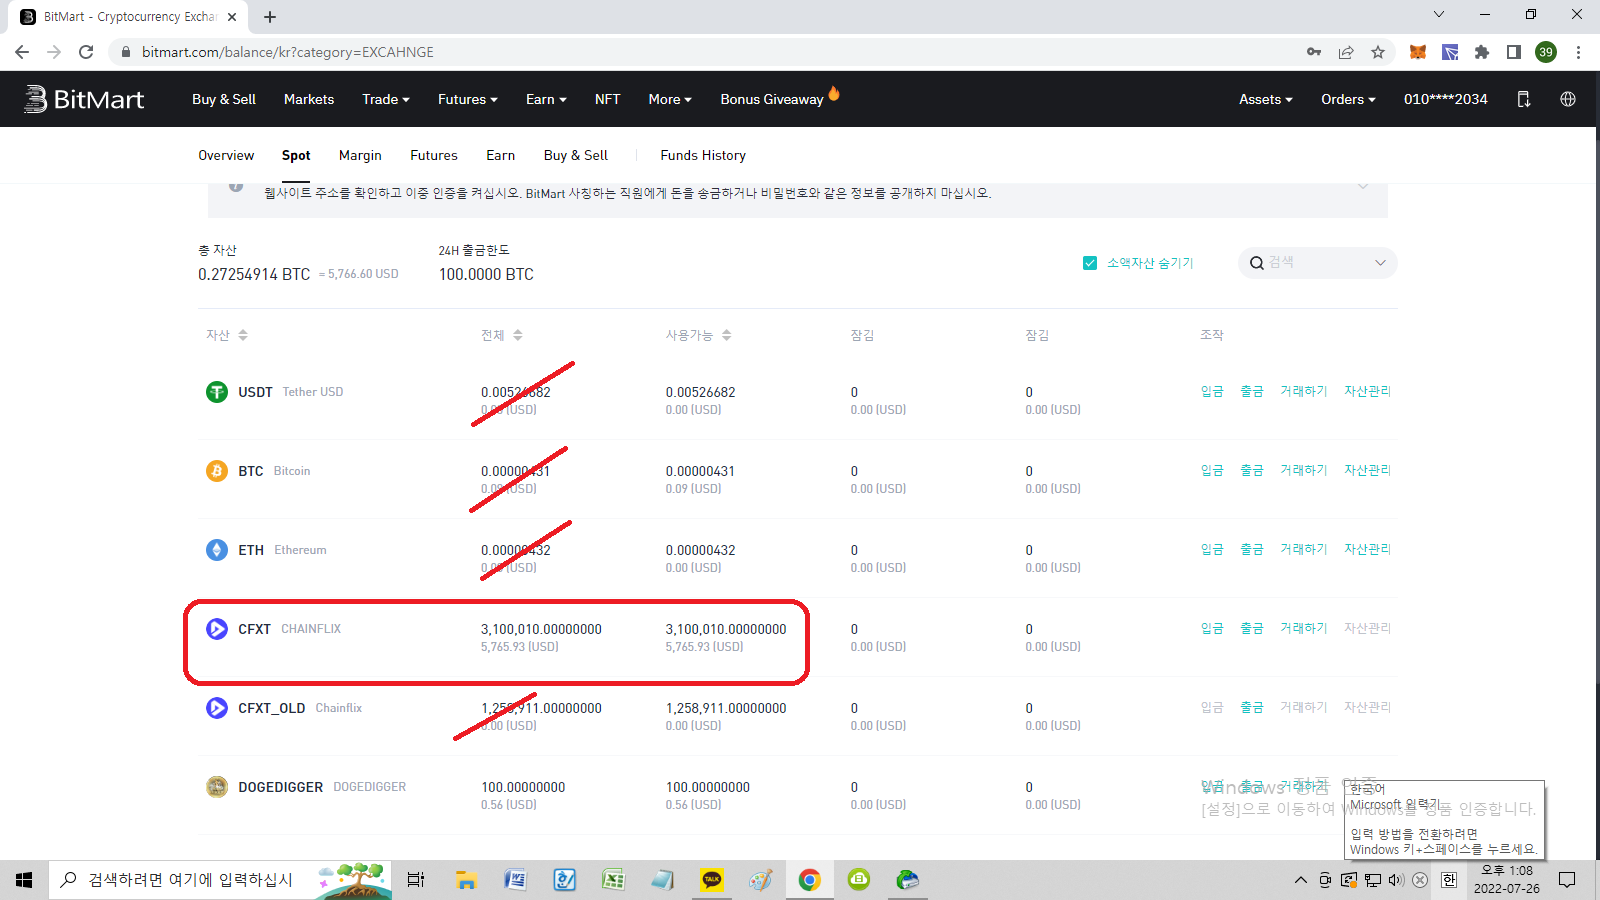 BitMart - Cryptocurrency Exchan
bitmart.com/balance/kr?category=EXCAHNGE
39
BitMart
Buy & Sell Markets Trade Futures Earn NFT More Bonus Giveaway Assets Orders 010****2034
Overview Spot Margin Futures Earn Buy & Sell Funds History
웹사이트 주소를 확인하고 이중 인증을 켜십시오. BitMart 사칭하는 직원에게 돈을 송금하거나 비밀번호와 같은 정보를 공개하지 마십시오.
총 자산 24H 출금한도
0.27254914 BTC ≈ 5,766.60 USD 100.0000 BTC
소액자산 숨기기 검색
자산 전체 사용가능 잠김 잠김 조작
USDT Tether USD 0.00526682 0.00526682 0 0 입금 출금 거래하기 자산관리
0.00 (USD) 0.00 (USD) 0.00 (USD) 0.00 (USD)
BTC Bitcoin 0.00000431 0.00000431 0 0 입금 출금 거래하기 자산관리
0.09 (USD) 0.09 (USD) 0.00 (USD) 0.00 (USD)
ETH Ethereum 0.00000432 0.00000432 0 0 입금 출금 거래하기 자산관리
0.00 (USD) 0.00 (USD) 0.00 (USD) 0.00 (USD)
CFXT CHAINFLIX 3,100,010.00000000 3,100,010.00000000 0 0 입금 출금 거래하기 자산관리
5,765.93 (USD) 5,765.93 (USD) 0.00 (USD) 0.00 (USD)
CFXT_OLD Chainflix 1,258,911.00000000 1,258,911.00000000 0 0 입금 출금 거래하기 자산관리
0.00 (USD) 0.00 (USD) 0.00 (USD) 0.00 (USD)
DOGEDIGGER DOGEDIGGER 100.00000000 100.00000000 0 0 입금 출금 거래하기
0.56 (USD) 0.56 (USD) 0.00 (USD) 0.00 (USD)
Windows 정품 인증
[설정]으로 이동하여 Windows를 정품 인증합니다.
한국어
Microsoft 입력기
입력 방법을 전환하려면
Windows 키+스페이스를 누르세요.
검색하려면 여기에 입력하십시
TALK
한
오후 1:08
2022-07-26